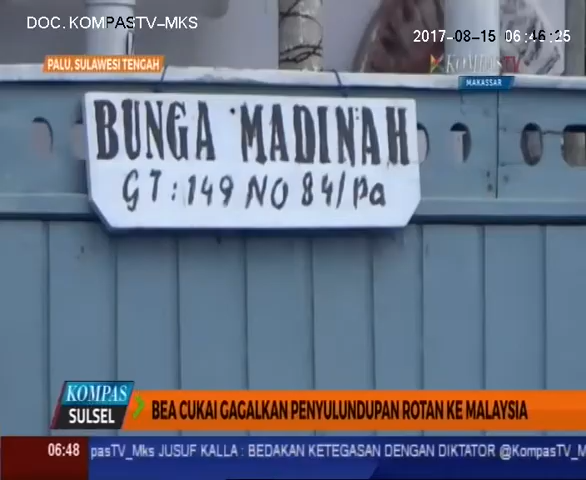 DOC.KOMPASTV-MKS
2017-08-15 06:46:25
PALU, SULAWESI TENGAH
KOMPASTV
MAKASSAR
BUNGA MADINAH
GT : 149 NO 84/Pa
KOMPAS
SULSEL
BEA CUKAI GAGALKAN PENYULUNDUPAN ROTAN KE MALAYSIA
06:48
pasTV_Mks JUSUF KALLA : BEDAKAN KETEGASAN DENGAN DIKTATOR @KompasTV_M